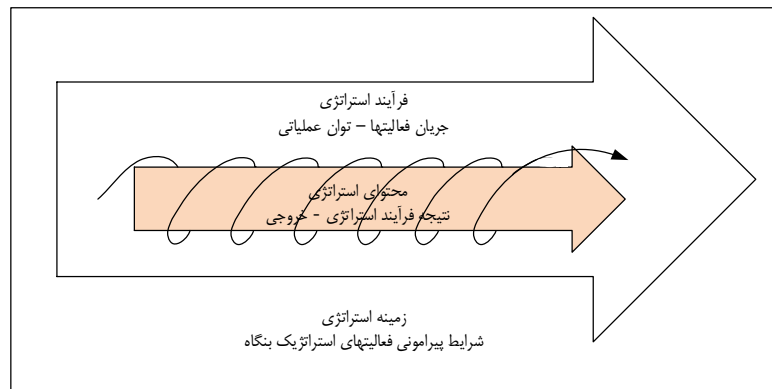 فرآیند استراتژی
جریان فعالیتها – توان عملیاتی
محتوای استراتژی
نتیجه فرآیند استراتژی - خروجی
زمینه استراتژی
شرایط پیرامونی فعالیتهای استراتژیک بنگاه